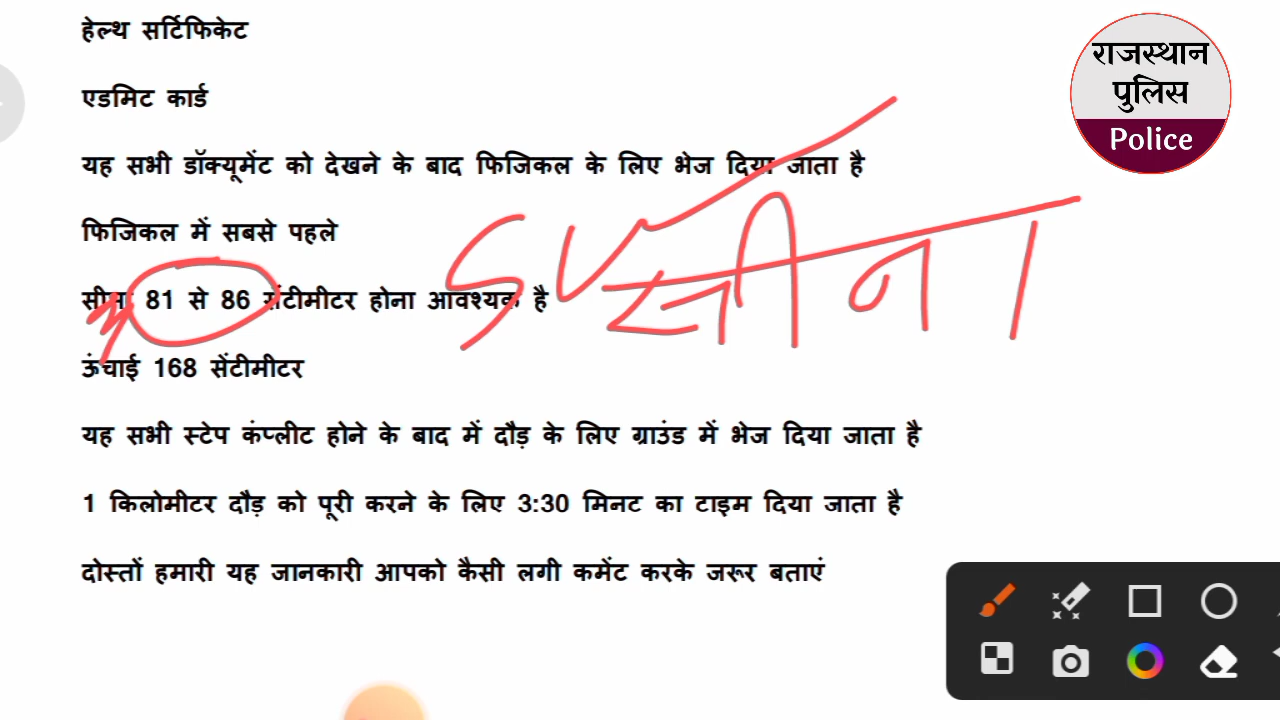 हेल्थ सर्टिफिकेट
राजस्थान
पुलिस
Police
एडमिट कार्ड
यह सभी डॉक्यूमेंट को देखने के बाद फिजिकल के लिए भेज दिया जाता है
फिजिकल में सबसे पहले
सीना 81 से 86 सेंटीमीटर होना आवश्यक है
सीना
ऊंचाई 168 सेंटीमीटर
यह सभी स्टेप कंप्लीट होने के बाद में दौड़ के लिए ग्राउंड में भेज दिया जाता है
1 किलोमीटर दौड़ को पूरी करने के लिए 3:30 मिनट का टाइम दिया जाता है
दोस्तों हमारी यह जानकारी आपको कैसी लगी कमेंट करके जरूर बताएं